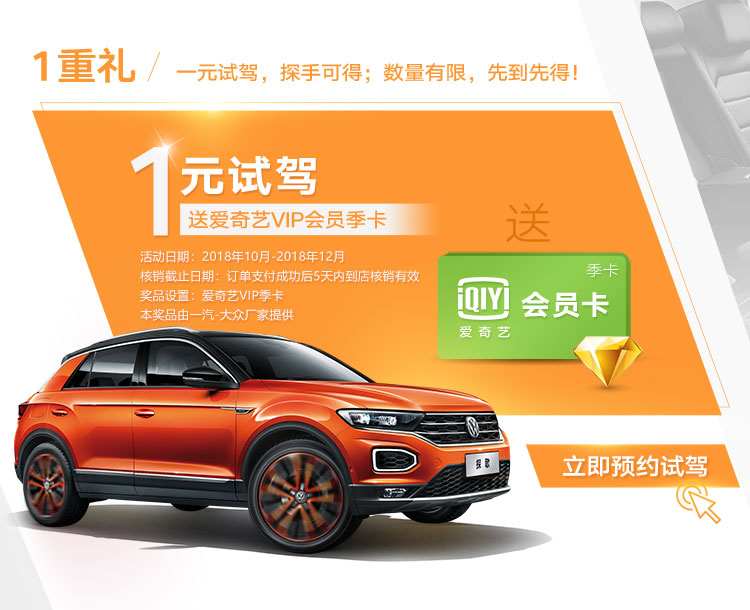 1重礼 / 一元试驾，探手可得；数量有限，先到先得！
1元试驾
送爱奇艺VIP会员季卡
活动日期：2018年10月-2018年12月
核销截止日期：订单支付成功后5天内到店核销有效
奖品设置：爱奇艺VIP季卡
本奖品由一汽-大众厂家提供
送
季卡
iQIYI 会员卡
爱奇艺
探歌
立即预约试驾